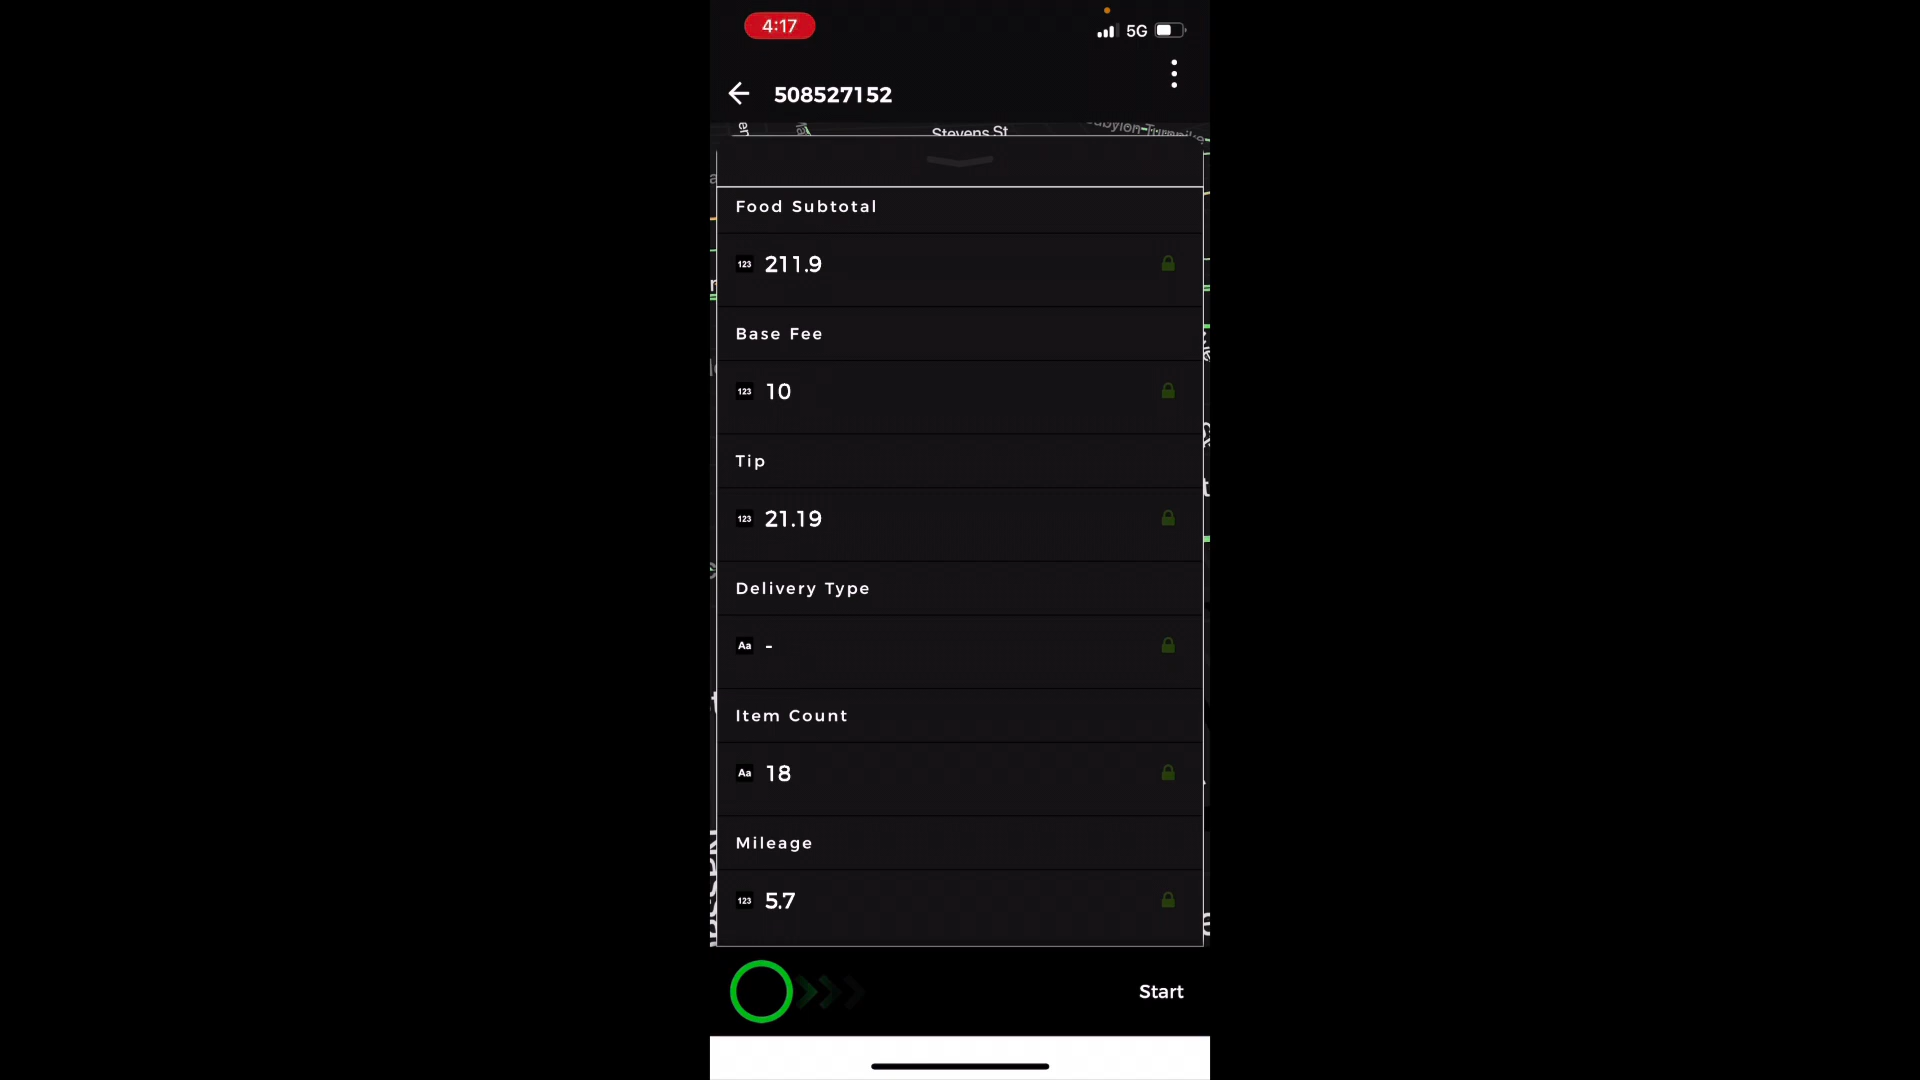 4:17
5G
508527152
Stevens St
Food Subtotal
123 211.9
Base Fee
123 10
Tip
123 21.19
Delivery Type
Aa -
Item Count
Aa 18
Mileage
123 5.7
Start